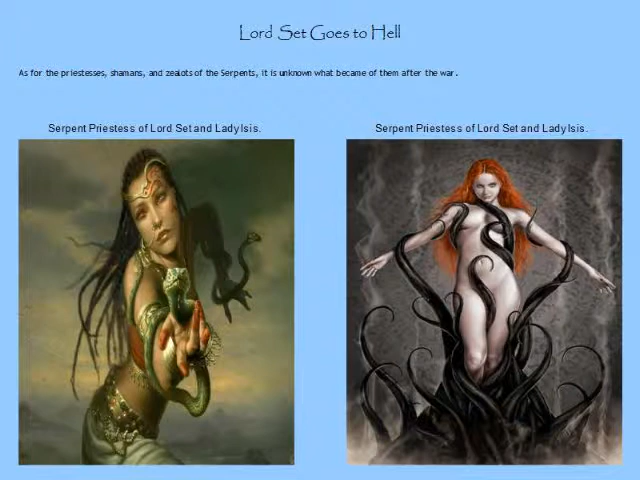 Lord Set Goes to Hell
As for the priestesses, shamans, and zealots of the Serpents, it is unknown what became of them after the war.
Serpent Priestess of Lord Set and Lady Isis.
Serpent Priestess of Lord Set and Lady Isis.